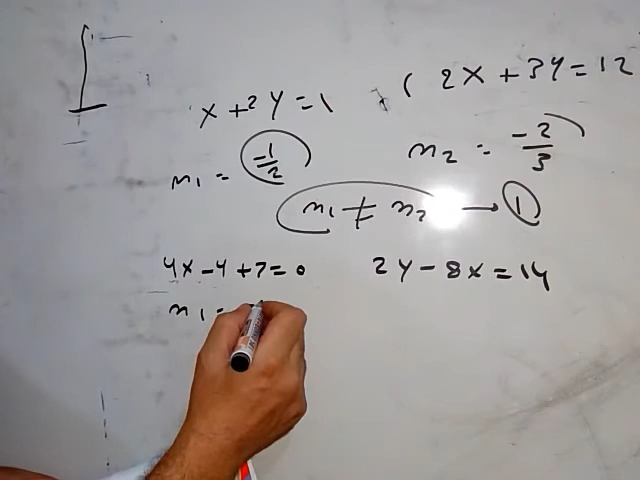 x + 2y = 1 ( 2x + 3y = 12
m1 = -1/2 m2 = -2/3
m1 ≠ m2 → 1
4x - y + 7 = 0 2y - 8x = 14
m1 =